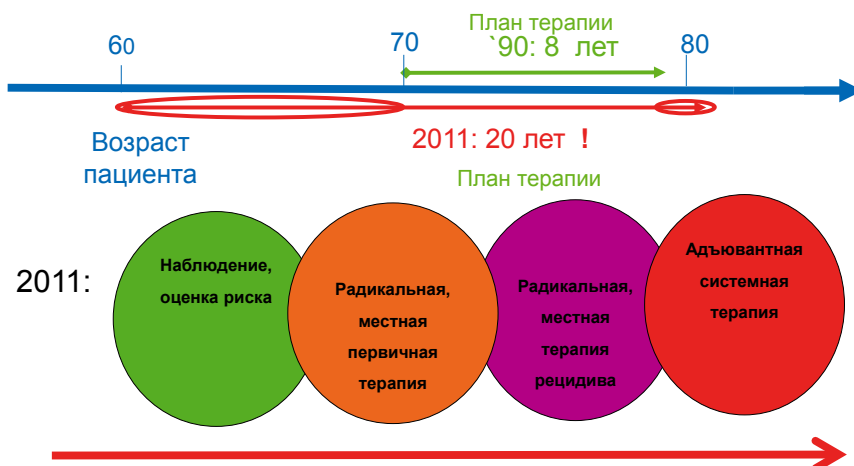 План терапии
60
70
`90: 8 лет
80
Возраст
пациента
2011: 20 лет !
План терапии
2011:
Наблюдение,
оценка риска
Радикальная,
местная
первичная
терапия
Радикальная,
местная
терапия
рецидива
Адъювантная
системная
терапия